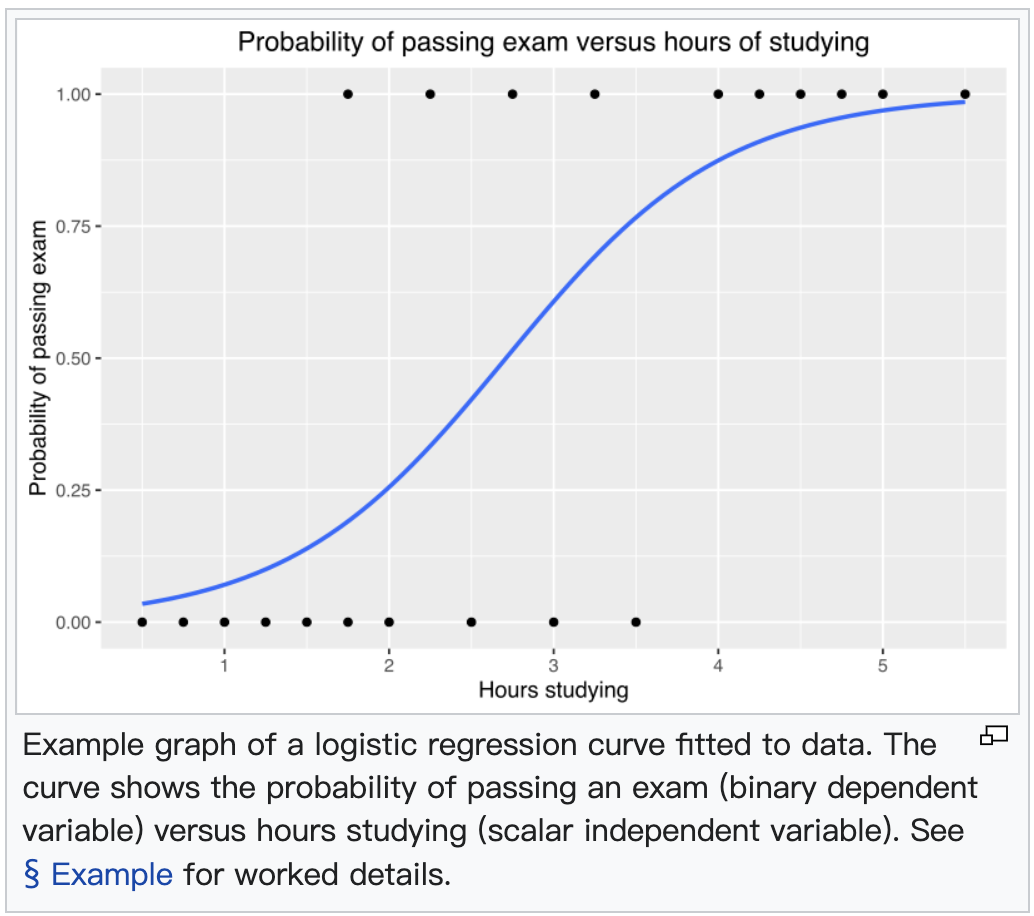 Probability of passing exam versus hours of studying
Probability of passing exam
1.00
0.75
0.50
0.25
0.00
1 2 3 4 5
Hours studying
Example graph of a logistic regression curve fitted to data. The
curve shows the probability of passing an exam (binary dependent
variable) versus hours studying (scalar independent variable). See
§ Example for worked details.